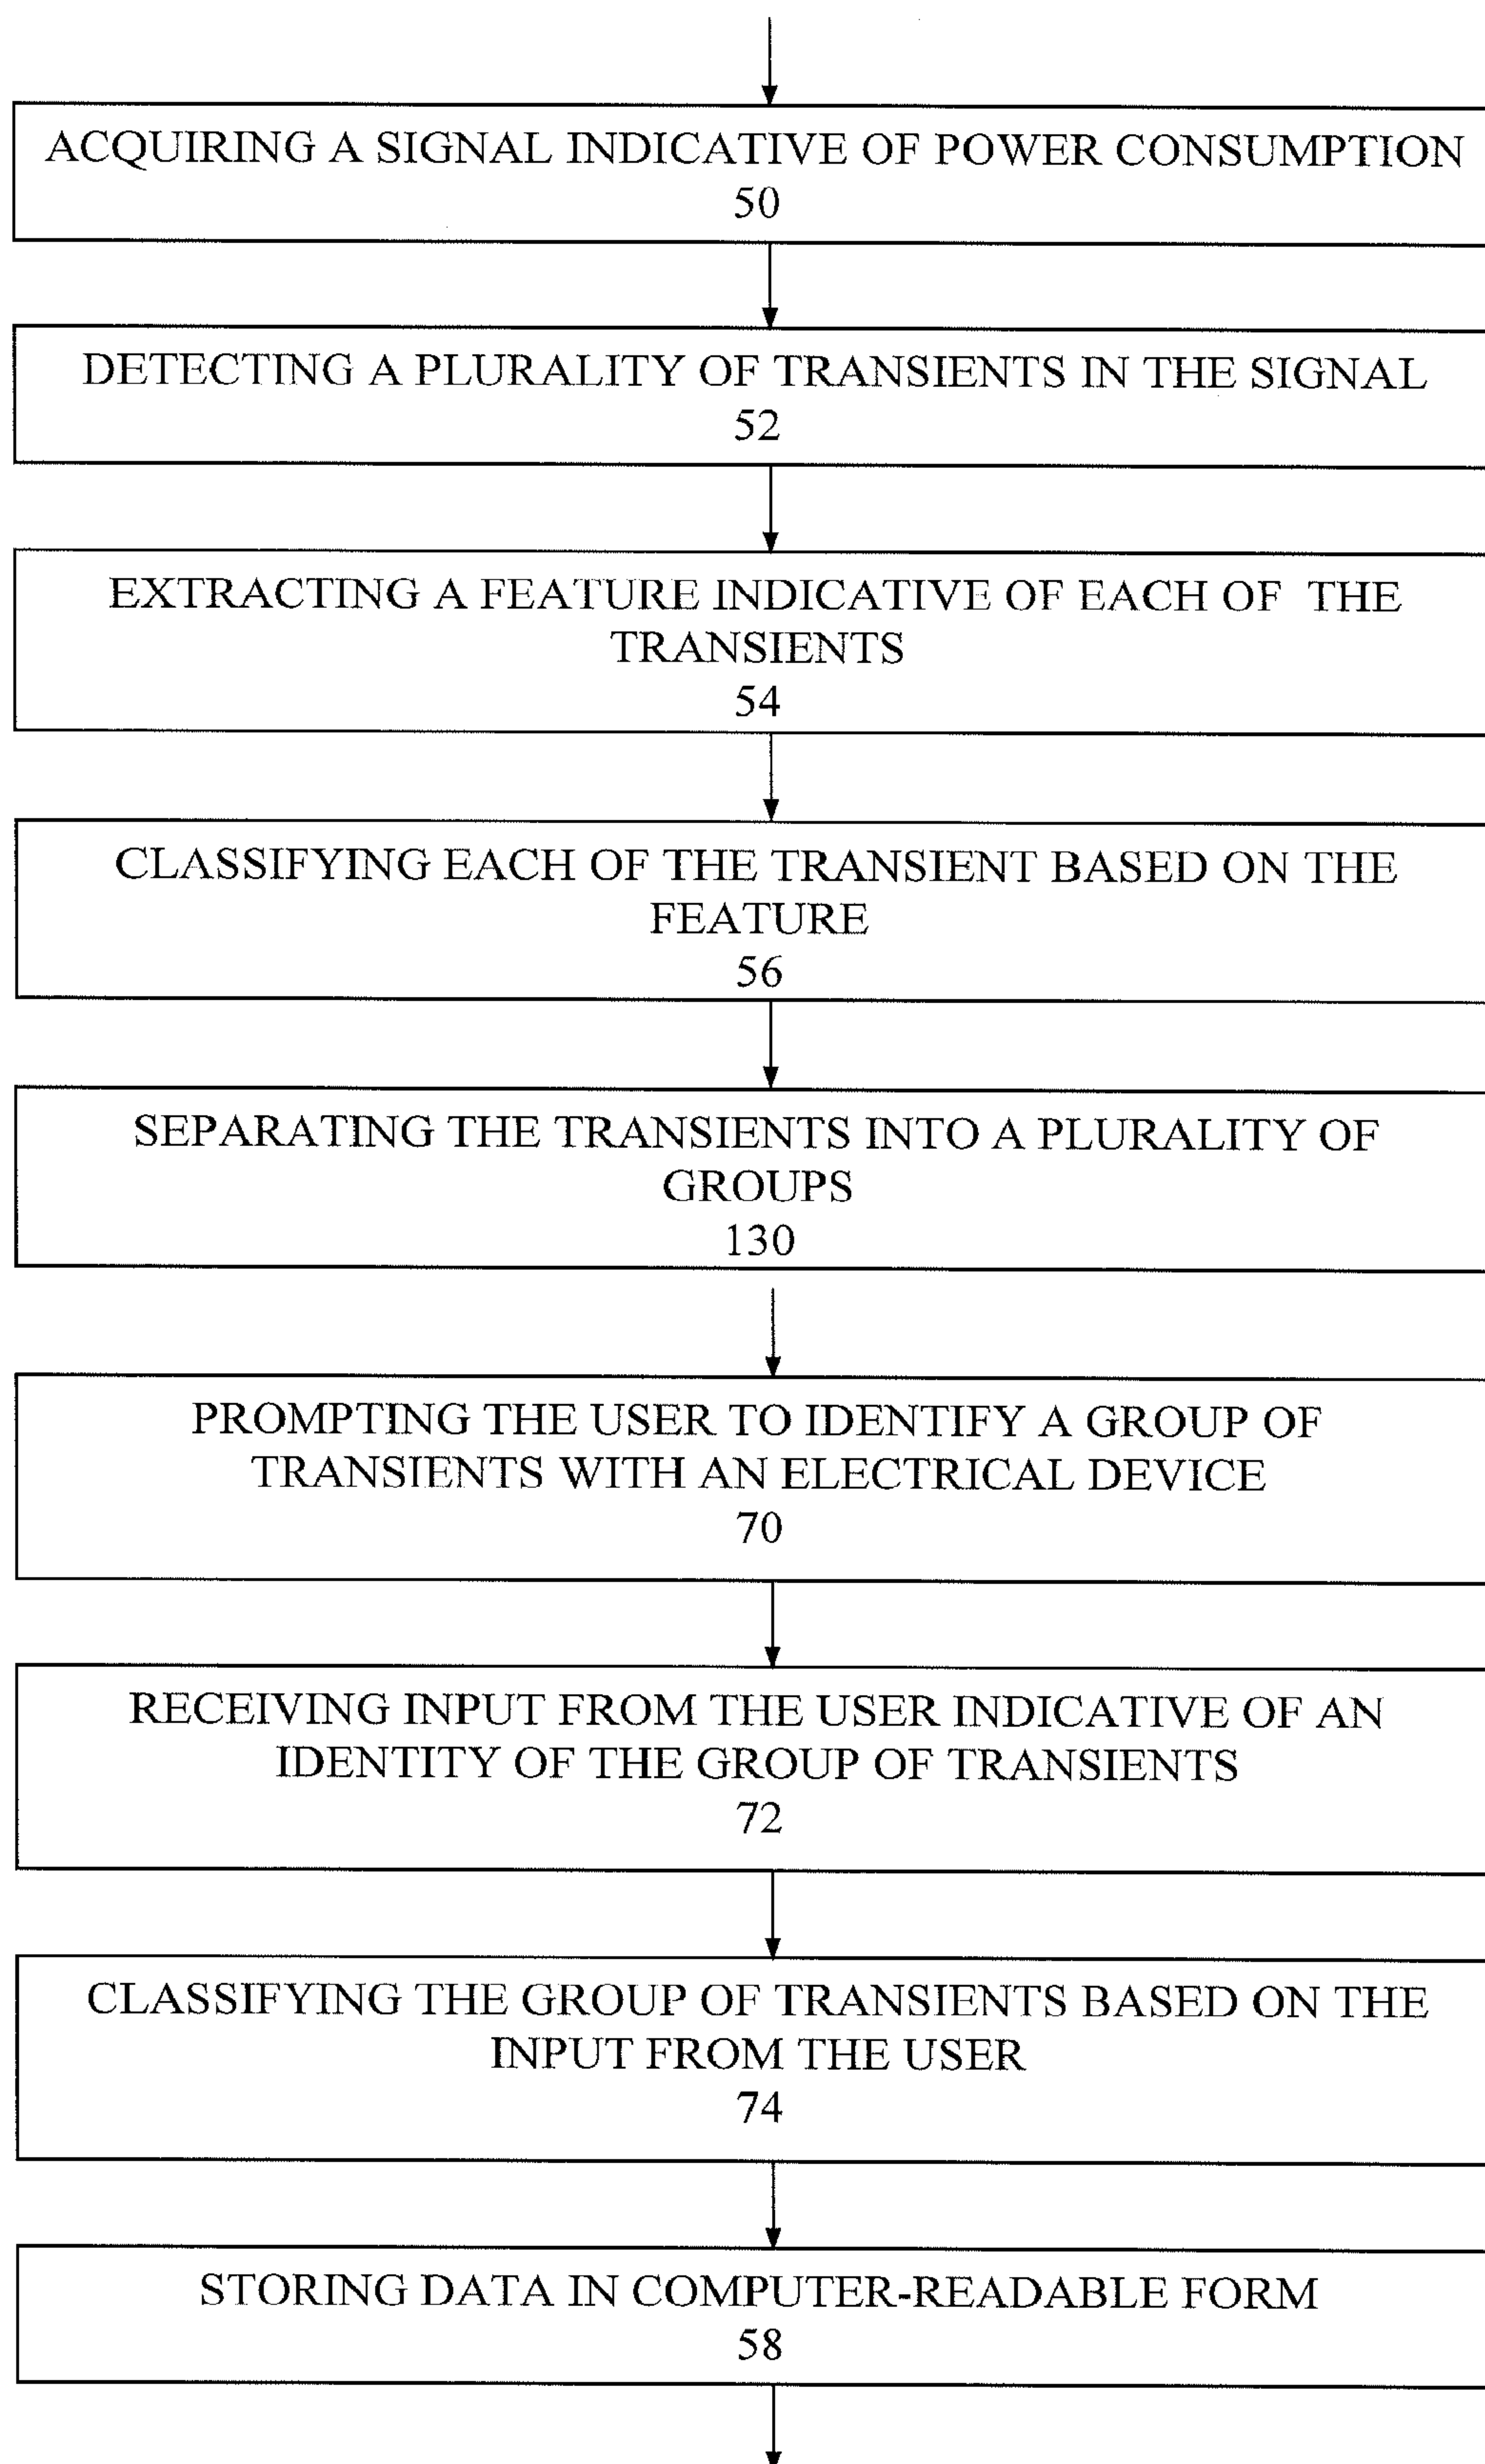 ACQUIRING A SIGNAL INDICATIVE OF POWER CONSUMPTION
50
DETECTING A PLURALITY OF TRANSIENTS IN THE SIGNAL
52
EXTRACTING A FEATURE INDICATIVE OF EACH OF THE
TRANSIENTS
54
CLASSIFYING EACH OF THE TRANSIENT BASED ON THE
FEATURE
56
SEPARATING THE TRANSIENTS INTO A PLURALITY OF
GROUPS
130
PROMPTING THE USER TO IDENTIFY A GROUP OF
TRANSIENTS WITH AN ELECTRICAL DEVICE
70
RECEIVING INPUT FROM THE USER INDICATIVE OF AN
IDENTITY OF THE GROUP OF TRANSIENTS
72
CLASSIFYING THE GROUP OF TRANSIENTS BASED ON THE
INPUT FROM THE USER
74
STORING DATA IN COMPUTER-READABLE FORM
58